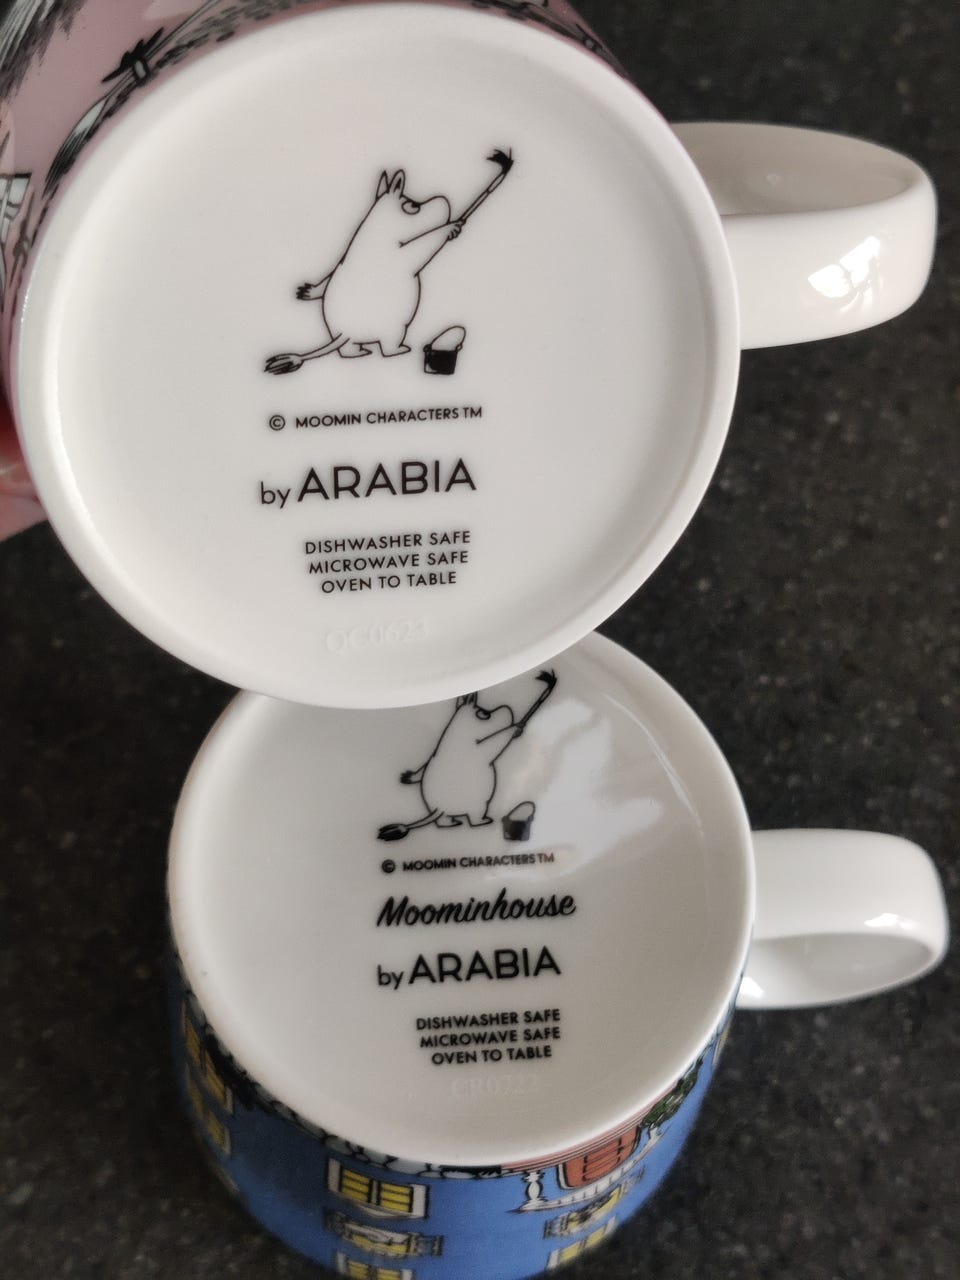 © MOOMIN CHARACTERS TM
by ARABIA
DISHWASHER SAFE
MICROWAVE SAFE
OVEN TO TABLE
QC0623
© MOOMIN CHARACTERS TM
Moominhouse
by ARABIA
DISHWASHER SAFE
MICROWAVE SAFE
OVEN TO TABLE